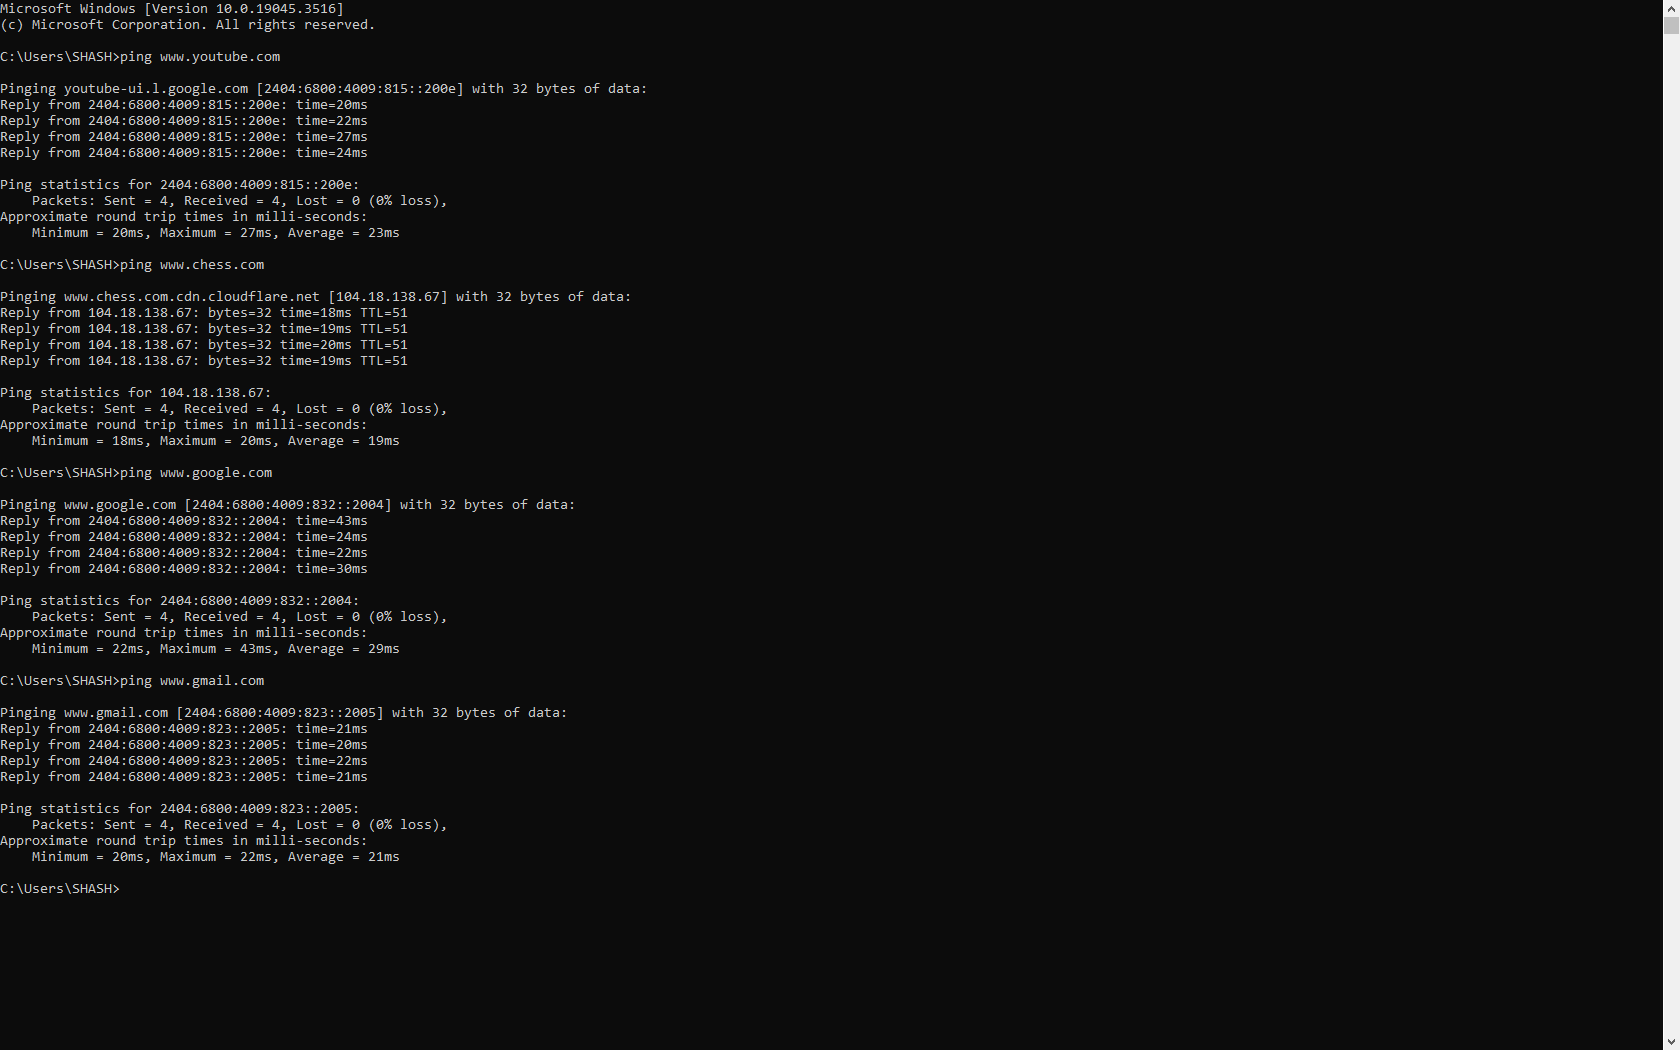 Microsoft Windows [Version 10.0.19045.3516]
(c) Microsoft Corporation. All rights reserved.

C:\Users\SHASH>ping www.youtube.com

Pinging youtube-ui.l.google.com [2404:6800:4009:815::200e] with 32 bytes of data:
Reply from 2404:6800:4009:815::200e: time=20ms
Reply from 2404:6800:4009:815::200e: time=22ms
Reply from 2404:6800:4009:815::200e: time=27ms
Reply from 2404:6800:4009:815::200e: time=24ms

Ping statistics for 2404:6800:4009:815::200e:
    Packets: Sent = 4, Received = 4, Lost = 0 (0% loss),
Approximate round trip times in milli-seconds:
    Minimum = 20ms, Maximum = 27ms, Average = 23ms

C:\Users\SHASH>ping www.chess.com

Pinging www.chess.com.cdn.cloudflare.net [104.18.138.67] with 32 bytes of data:
Reply from 104.18.138.67: bytes=32 time=18ms TTL=51
Reply from 104.18.138.67: bytes=32 time=19ms TTL=51
Reply from 104.18.138.67: bytes=32 time=20ms TTL=51
Reply from 104.18.138.67: bytes=32 time=19ms TTL=51

Ping statistics for 104.18.138.67:
    Packets: Sent = 4, Received = 4, Lost = 0 (0% loss),
Approximate round trip times in milli-seconds:
    Minimum = 18ms, Maximum = 20ms, Average = 19ms

C:\Users\SHASH>ping www.google.com

Pinging www.google.com [2404:6800:4009:832::2004] with 32 bytes of data:
Reply from 2404:6800:4009:832::2004: time=43ms
Reply from 2404:6800:4009:832::2004: time=24ms
Reply from 2404:6800:4009:832::2004: time=22ms
Reply from 2404:6800:4009:832::2004: time=30ms

Ping statistics for 2404:6800:4009:832::2004:
    Packets: Sent = 4, Received = 4, Lost = 0 (0% loss),
Approximate round trip times in milli-seconds:
    Minimum = 22ms, Maximum = 43ms, Average = 29ms

C:\Users\SHASH>ping www.gmail.com

Pinging www.gmail.com [2404:6800:4009:823::2005] with 32 bytes of data:
Reply from 2404:6800:4009:823::2005: time=21ms
Reply from 2404:6800:4009:823::2005: time=20ms
Reply from 2404:6800:4009:823::2005: time=22ms
Reply from 2404:6800:4009:823::2005: time=21ms

Ping statistics for 2404:6800:4009:823::2005:
    Packets: Sent = 4, Received = 4, Lost = 0 (0% loss),
Approximate round trip times in milli-seconds:
    Minimum = 20ms, Maximum = 22ms, Average = 21ms

C:\Users\SHASH>